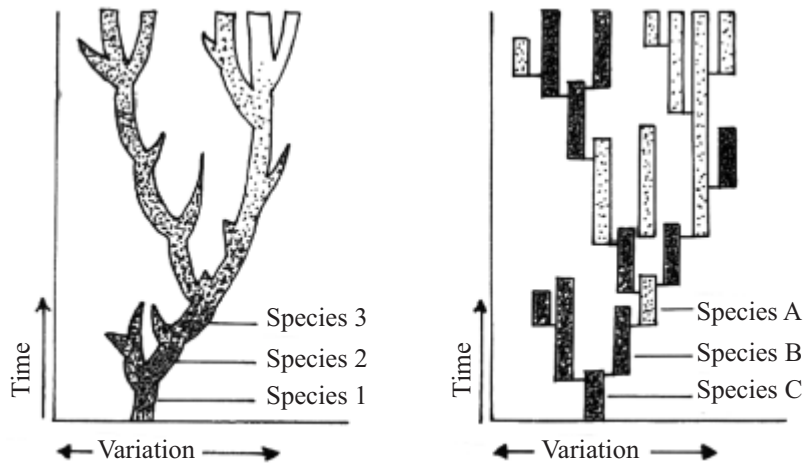 Species 3
Species 2
Species 1
Time
Variation
Species A
Species B
Species C
Time
Variation